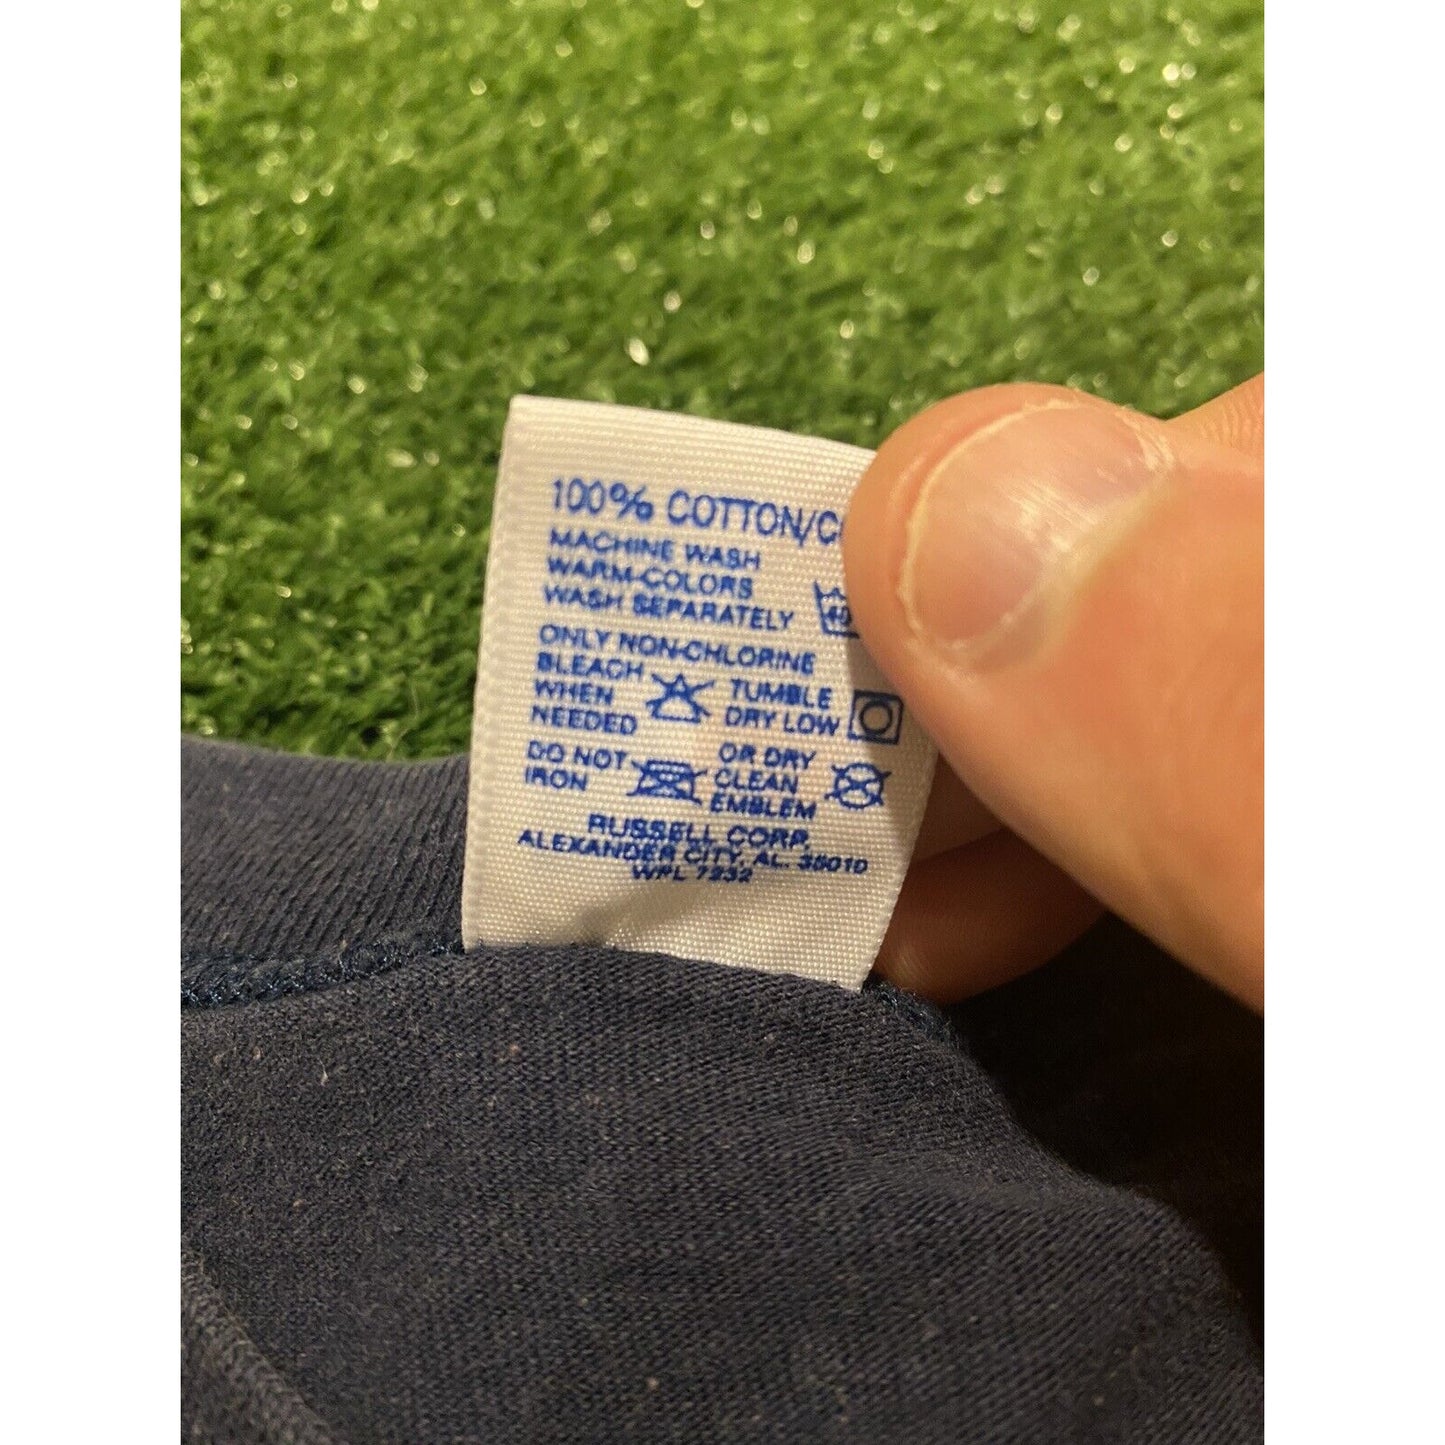 100% COTTON/C
MACHINE WASH
WARM-COLORS
WASH SEPARATELY
40
ONLY NON-CHLORINE
BLEACH
WHEN
NEEDED
TUMBLE
DRY LOW
DO NOT
IRON
OR DRY
CLEAN
EMBLEM
RUSSELL CORP.
ALEXANDER CITY, AL. 35010
WPL 7232